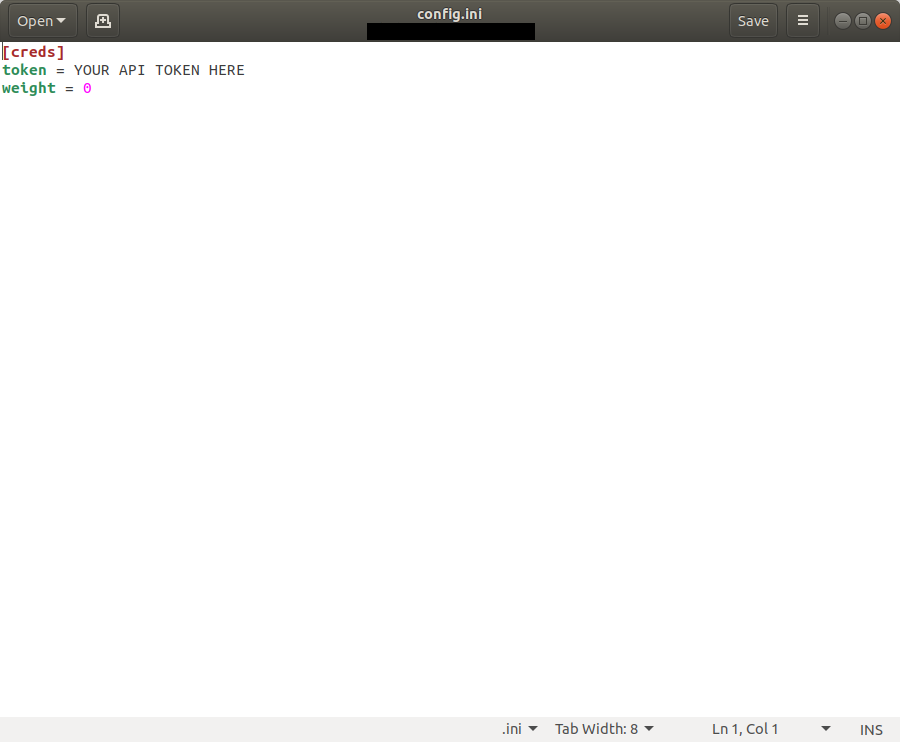 Open
config.ini
Save
[creds]
token = YOUR API TOKEN HERE
weight = 0
.ini
Tab Width: 8
Ln 1, Col 1
INS